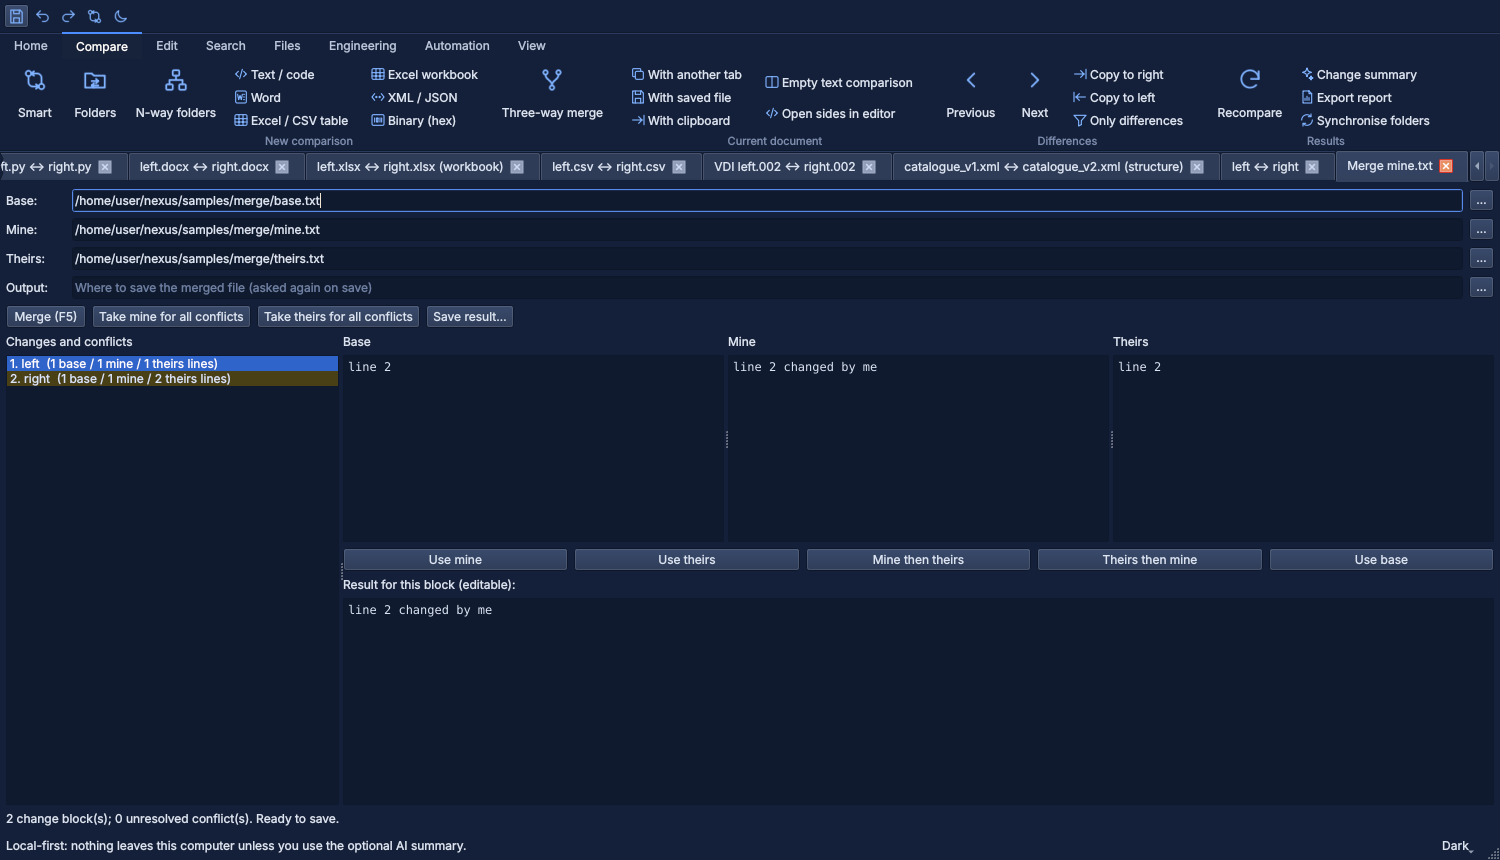 Home Compare Edit Search Files Engineering Automation View
Smart
Folders
N-way folders
Text / code
Word
Excel / CSV table
Excel workbook
XML / JSON
Binary (hex)
New comparison
Three-way merge
With another tab
With saved file
With clipboard
Empty text comparison
Open sides in editor
Current document
Previous
Next
Copy to right
Copy to left
Only differences
Differences
Recompare
Change summary
Export report
Synchronise folders
Results
ft.py ↔ right.py
left.docx ↔ right.docx
left.xlsx ↔ right.xlsx (workbook)
left.csv ↔ right.csv
VDI left.002 ↔ right.002
catalogue_v1.xml ↔ catalogue_v2.xml (structure)
left ↔ right
Merge mine.txt
Base: /home/user/nexus/samples/merge/base.txt ...
Mine: /home/user/nexus/samples/merge/mine.txt ...
Theirs: /home/user/nexus/samples/merge/theirs.txt ...
Output: Where to save the merged file (asked again on save) ...
Merge (F5) Take mine for all conflicts Take theirs for all conflicts Save result...
Changes and conflicts
1. left (1 base / 1 mine / 1 theirs lines)
2. right (1 base / 1 mine / 2 theirs lines)
Base
line 2
Mine
line 2 changed by me
Theirs
line 2
Use mine Use theirs Mine then theirs Theirs then mine Use base
Result for this block (editable):
line 2 changed by me
2 change block(s); 0 unresolved conflict(s). Ready to save.
Local-first: nothing leaves this computer unless you use the optional AI summary.
Dark